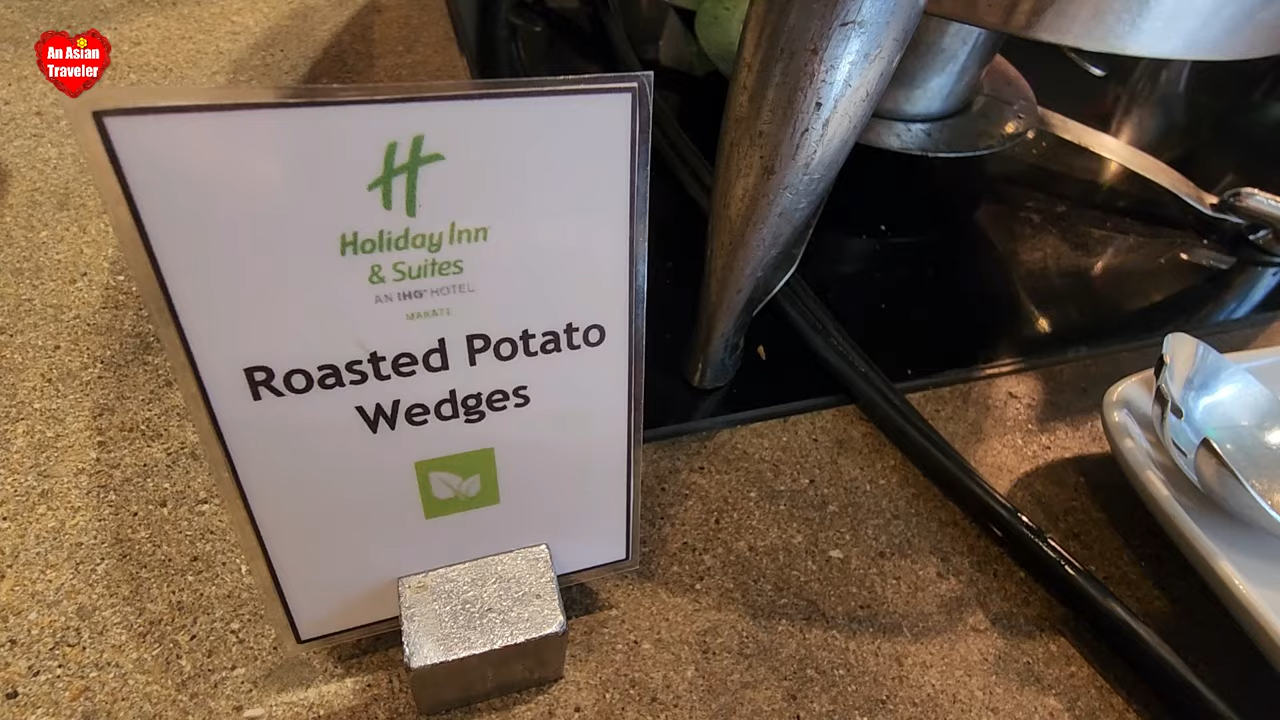 An Asian
Traveler
H
Holiday Inn
& Suites
AN IHG® HOTEL
MAKATI
Roasted Potato
Wedges